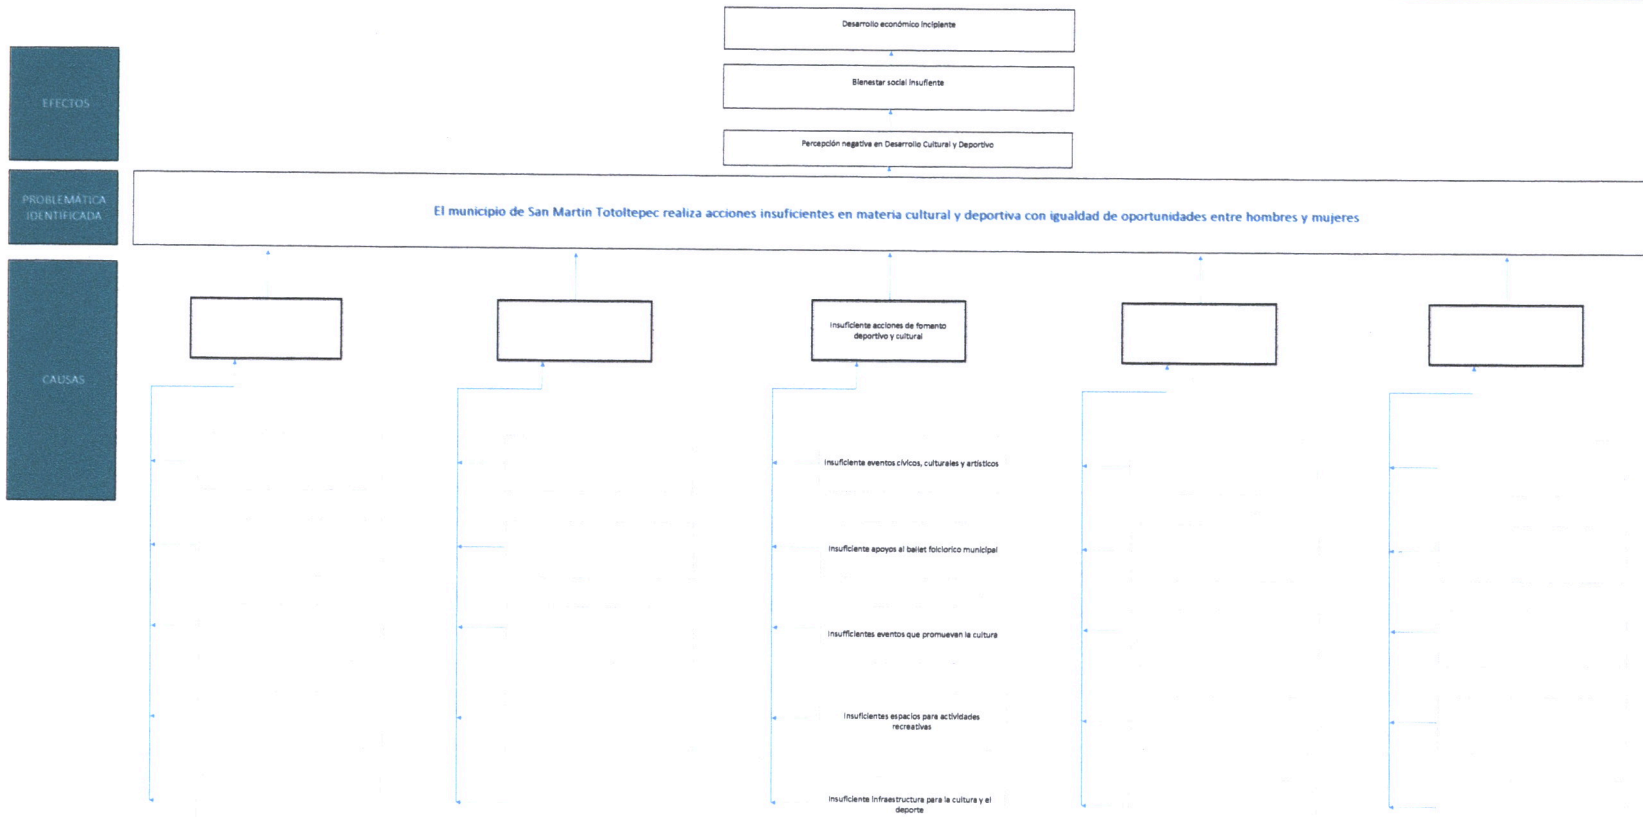 Desarrollo económico incipiente
Bienestar social insufiente
Percepción negativa en Desarrollo Cultural y Deportivo
EFECTOS
PROBLEMÁTICA
IDENTIFICADA
El municipio de San Martin Totoltepec realiza acciones insuficientes en materia cultural y deportiva con igualdad de oportunidades entre hombres y mujeres
CAUSAS
Insuficiente acciones de fomento
deportivo y cultural
Insuficiente eventos cívicos, culturales y artísticos
Insuficiente apoyos al ballet folclorico municipal
Insufficientes eventos que promuevan la cultura
Insuficientes espacios para actividades
recreativas
Insuficiente infraestructura para la cultura y el
deporte